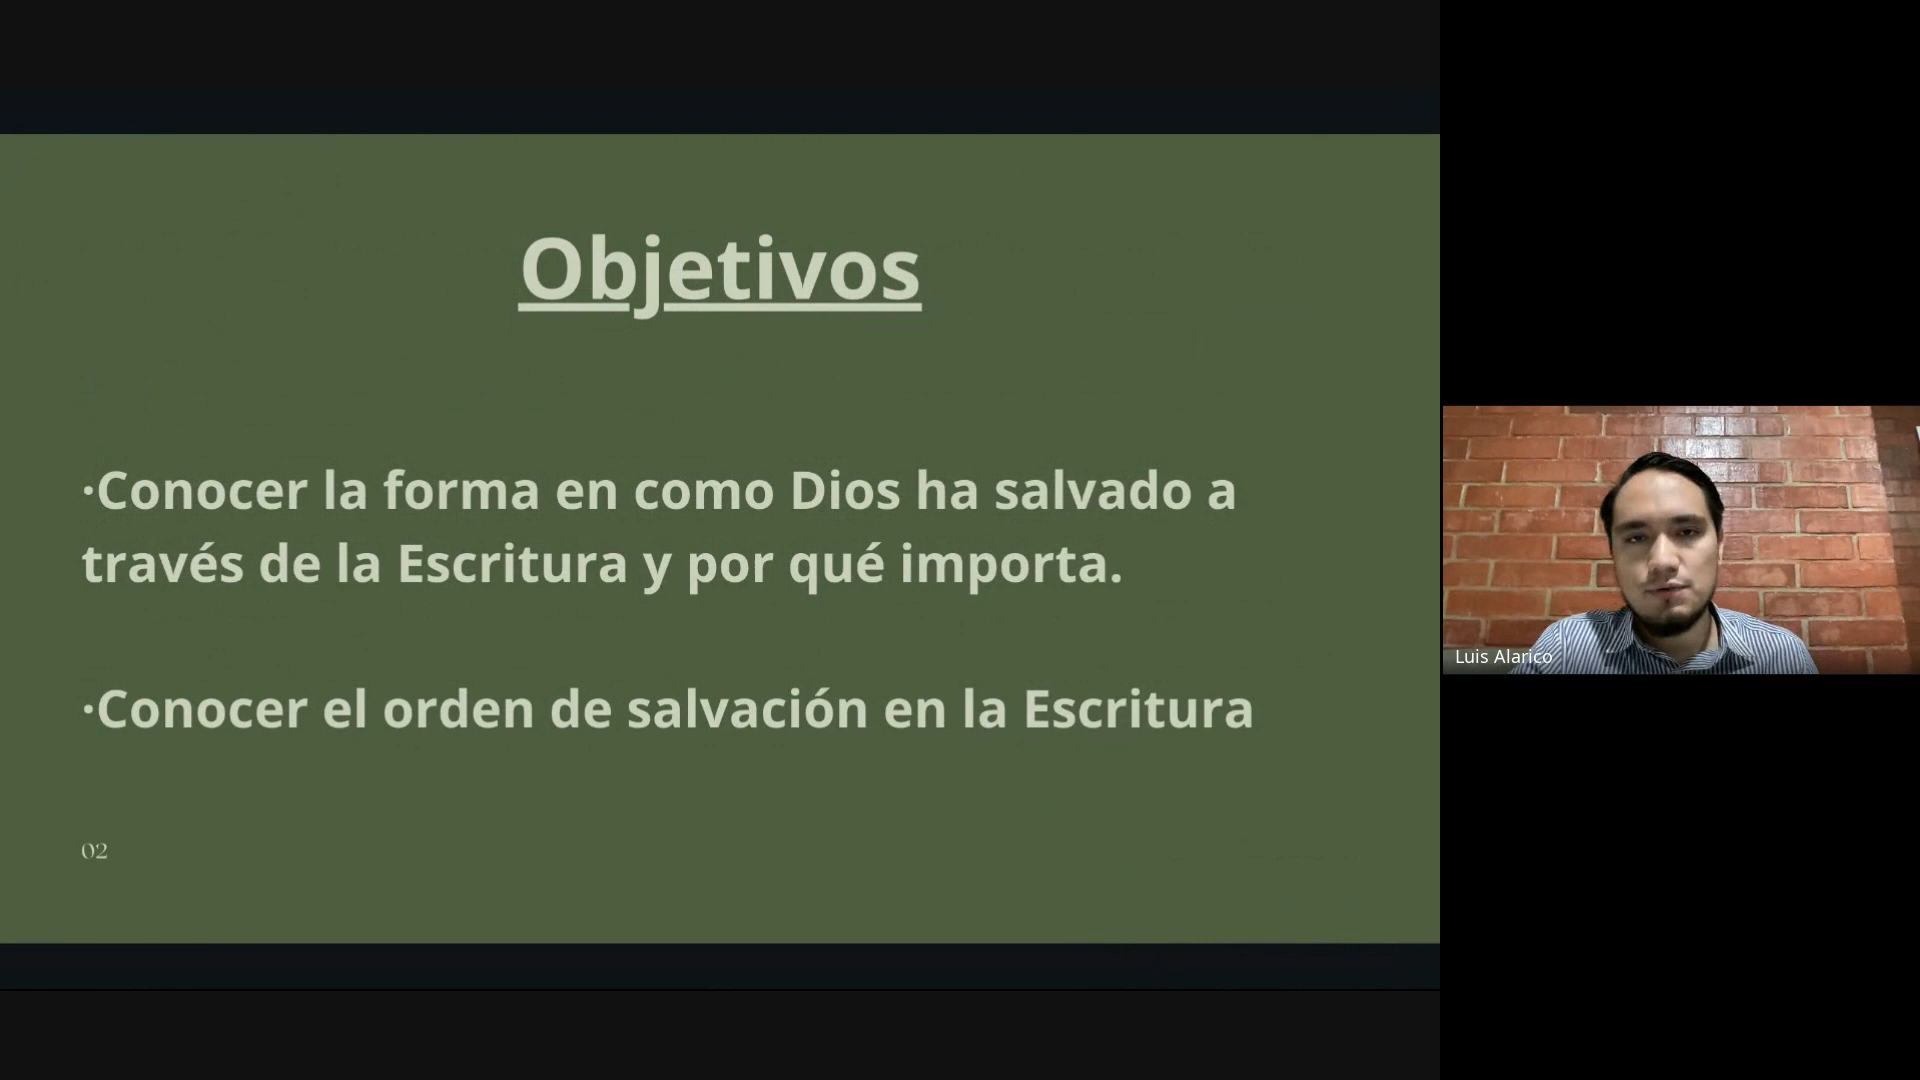 Objetivos
·Conocer la forma en como Dios ha salvado a
través de la Escritura y por qué importa.
·Conocer el orden de salvación en la Escritura
02
Luis Alarico